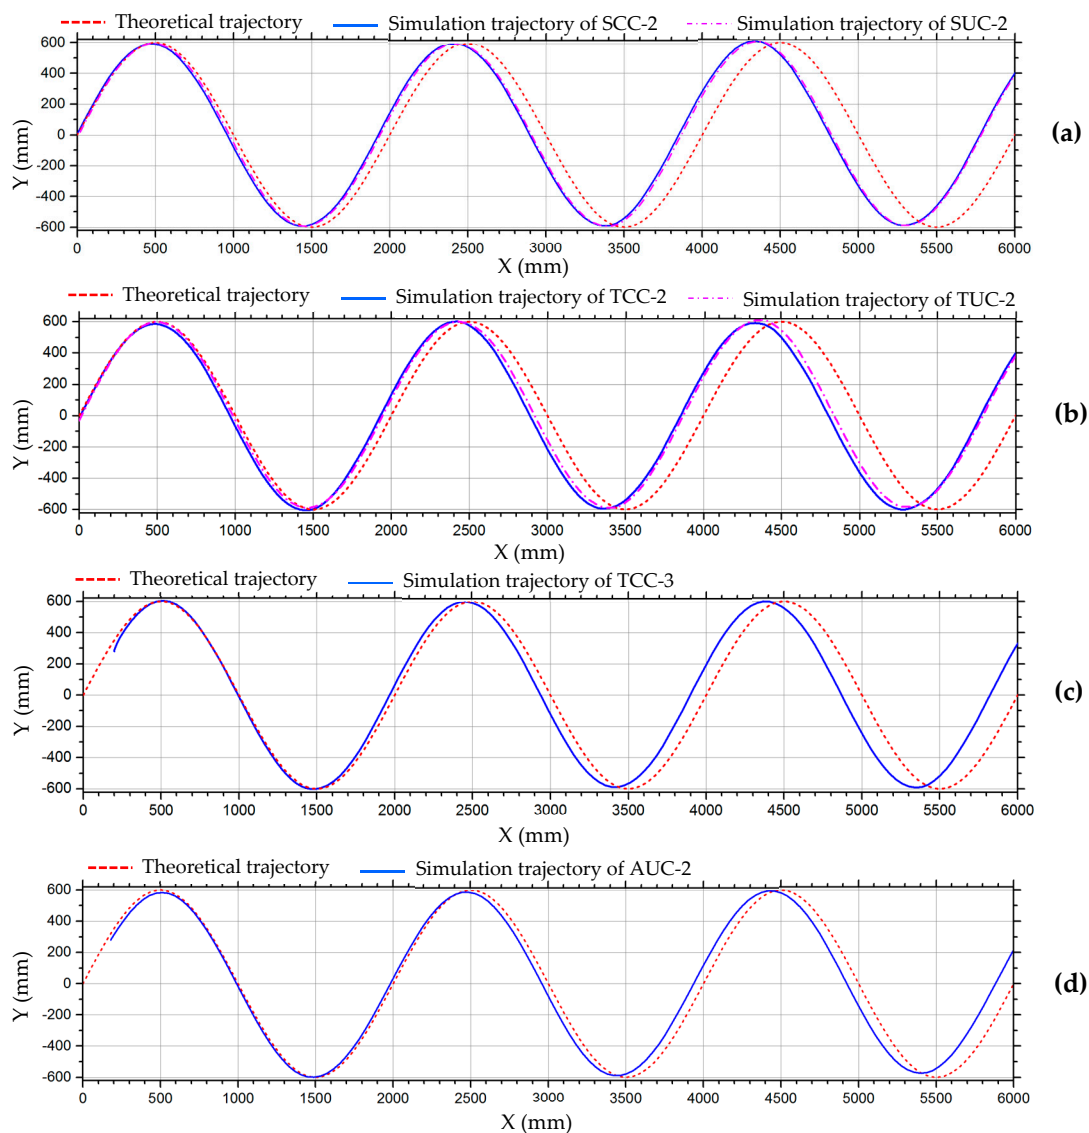 Theoretical trajectory Simulation trajectory of SCC-2 Simulation trajectory of SUC-2
600
400
200
0
-200
-400
-600
Y (mm)
0 500 1000 1500 2000 2500 3000 3500 4000 4500 5000 5500 6000
X (mm)
(a)
Theoretical trajectory Simulation trajectory of TCC-2 Simulation trajectory of TUC-2
600
400
200
0
-200
-400
-600
Y (mm)
0 500 1000 1500 2000 2500 3000 3500 4000 4500 5000 5500 6000
X (mm)
(b)
Theoretical trajectory Simulation trajectory of TCC-3
600
400
200
0
-200
-400
-600
Y (mm)
0 500 1000 1500 2000 2500 3000 3500 4000 4500 5000 5500 6000
X (mm)
(c)
Theoretical trajectory Simulation trajectory of AUC-2
600
400
200
0
-200
-400
-600
Y (mm)
0 500 1000 1500 2000 2500 3000 3500 4000 4500 5000 5500 6000
X (mm)
(d)